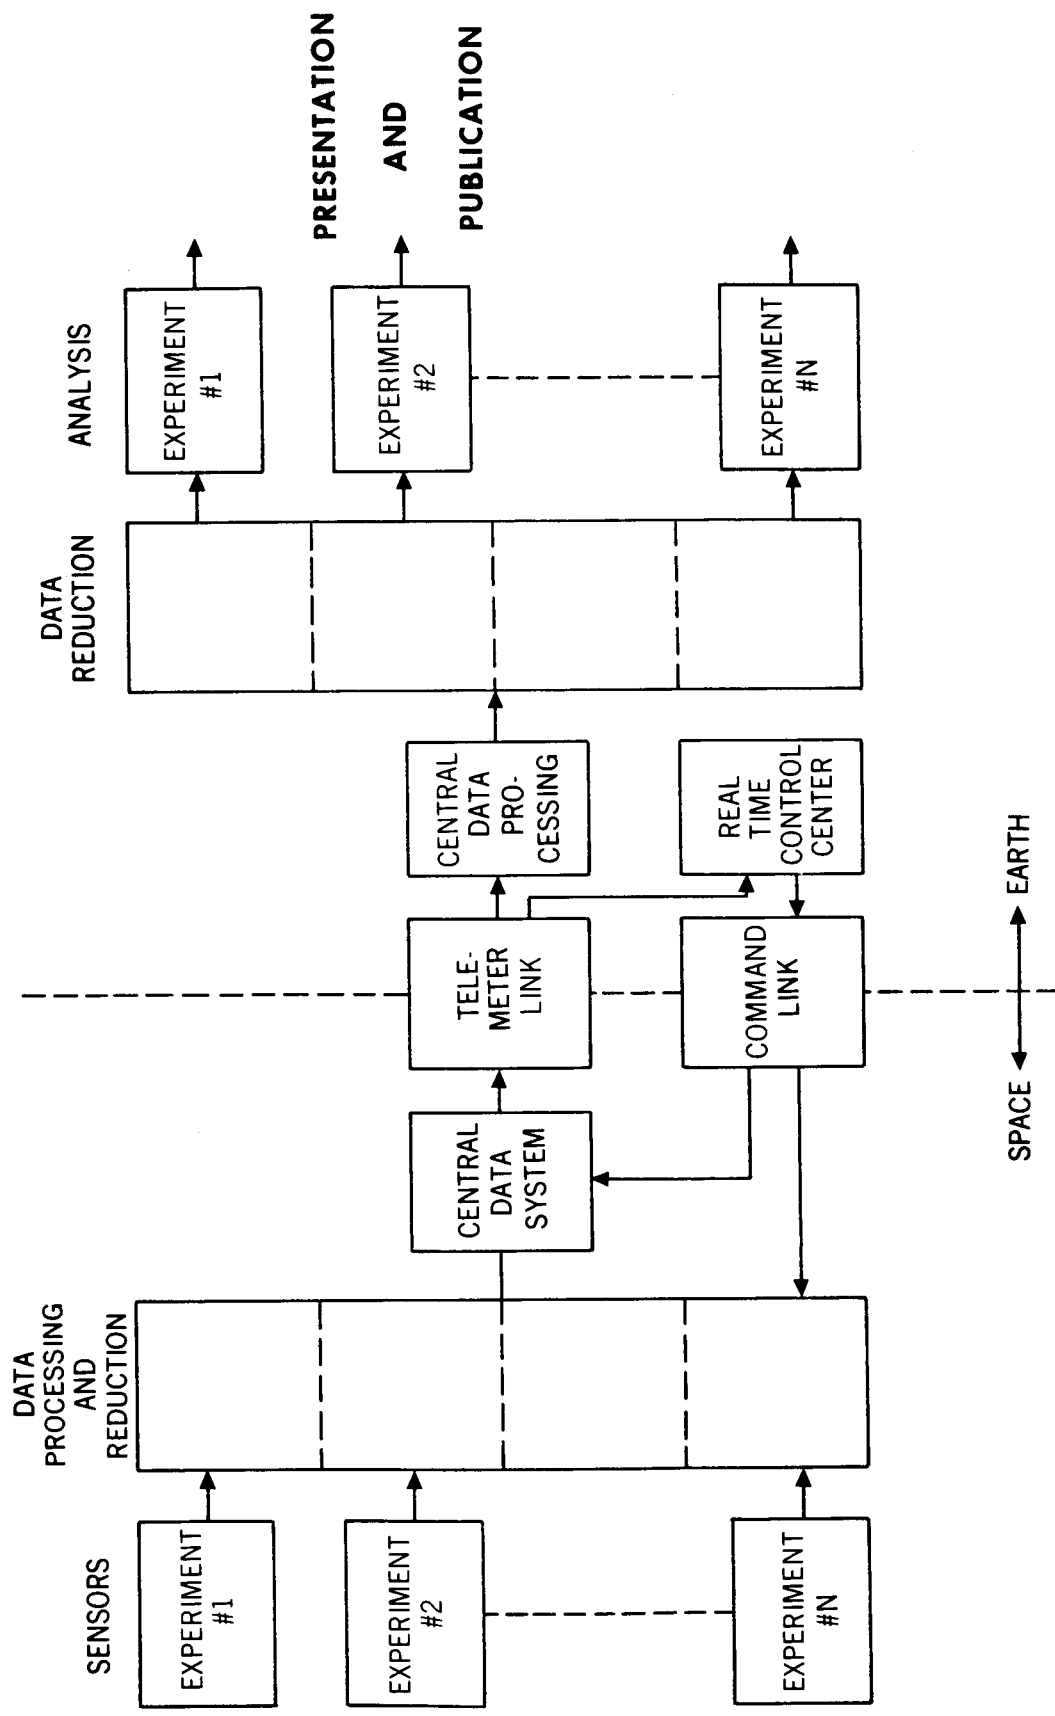 SENSORS
EXPERIMENT
#1
EXPERIMENT
#2
EXPERIMENT
#N
DATA
PROCESSING
AND
REDUCTION
CENTRAL
DATA
SYSTEM
TELE-
METER
LINK
COMMAND
LINK
CENTRAL
DATA
PRO-
CESSING
REAL
TIME
CONTROL
CENTER
DATA
REDUCTION
ANALYSIS
EXPERIMENT
#1
EXPERIMENT
#2
EXPERIMENT
#N
PRESENTATION
AND
PUBLICATION
SPACE
EARTH